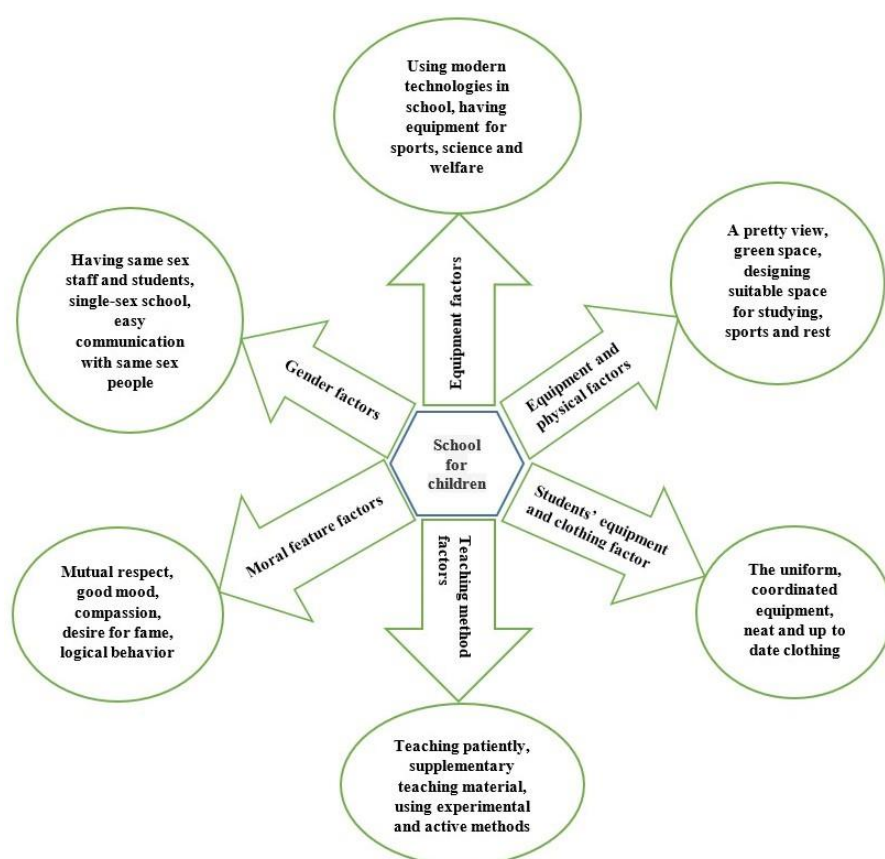 Using modern
technologies in
school, having
equipment for
sports, science and
welfare
Equipment factors
A pretty view,
green space,
designing
suitable space
for studying,
sports and rest
Equipment and
physical factors
Having same sex
staff and students,
single-sex school,
easy
communication
with same sex
people
Gender factors
School
for
children
Students’ equipment
and clothing factor
The uniform,
coordinated
equipment,
neat and up to
date clothing
Moral feature factors
Mutual respect,
good mood,
compassion,
desire for fame,
logical behavior
Teaching method
factors
Teaching patiently,
supplementary
teaching material,
using experimental
and active methods